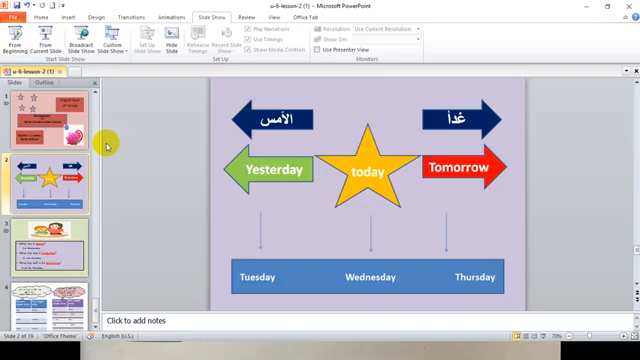 u-6-lesson-2 (1) - Microsoft PowerPoint
File Home Insert Design Transitions Animations Slide Show Review View Office Tab
From Beginning
From Current Slide
Broadcast Slide Show
Custom Slide Show
Set Up Slide Show
Hide Slide
Rehearse Timings
Record Slide Show
Play Narrations
Use Timings
Show Media Controls
Resolution: Use Current Resolution
Show On:
Use Presenter View
Start Slide Show
Set Up
Monitors
u-6-lesson-2 (1)
Slides Outline
1
2
3
4
الأمس
غداً
Yesterday
today
Tomorrow
Tuesday Wednesday Thursday
Click to add notes
Slide 2 of 19 "Office Theme" English (U.S.) 70%